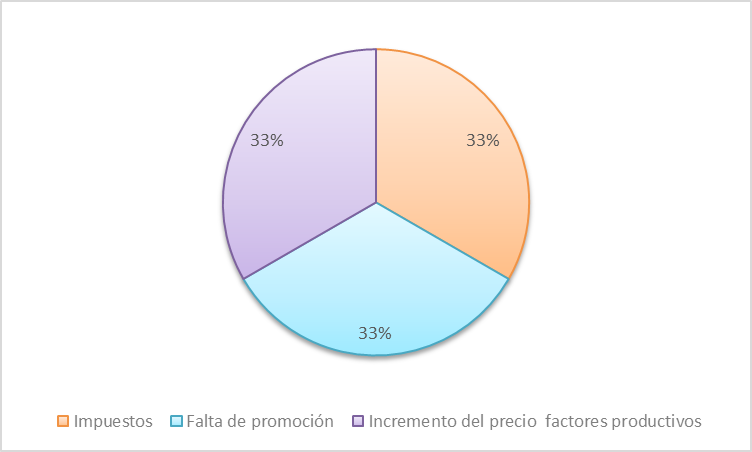 33%
33%
33%
Impuestos
Falta de promoción
Incremento del precio  factores productivos